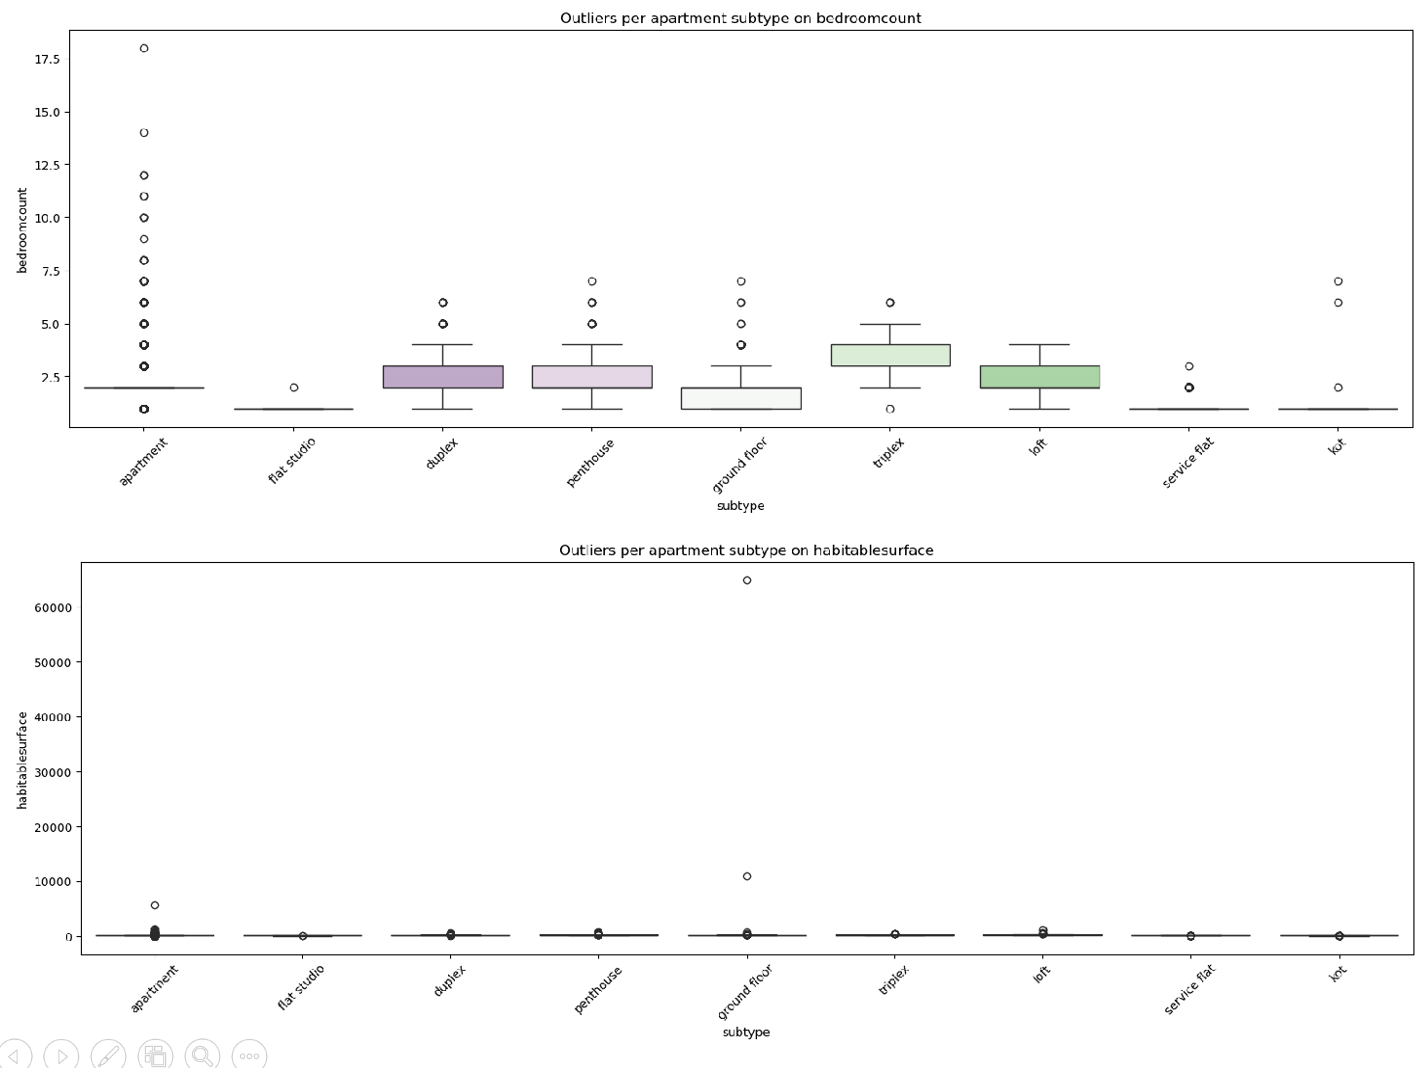 Outliers per apartment subtype on bedroomcount
17.5
15.0
12.5
10.0
7.5
5.0
2.5
bedroomcount
apartment
flat studio
duplex
penthouse
ground floor
triplex
loft
service flat
kot
subtype
Outliers per apartment subtype on habitablesurface
60000
50000
40000
30000
20000
10000
0
habitablesurface
apartment
flat studio
duplex
penthouse
ground floor
triplex
loft
service flat
kot
subtype